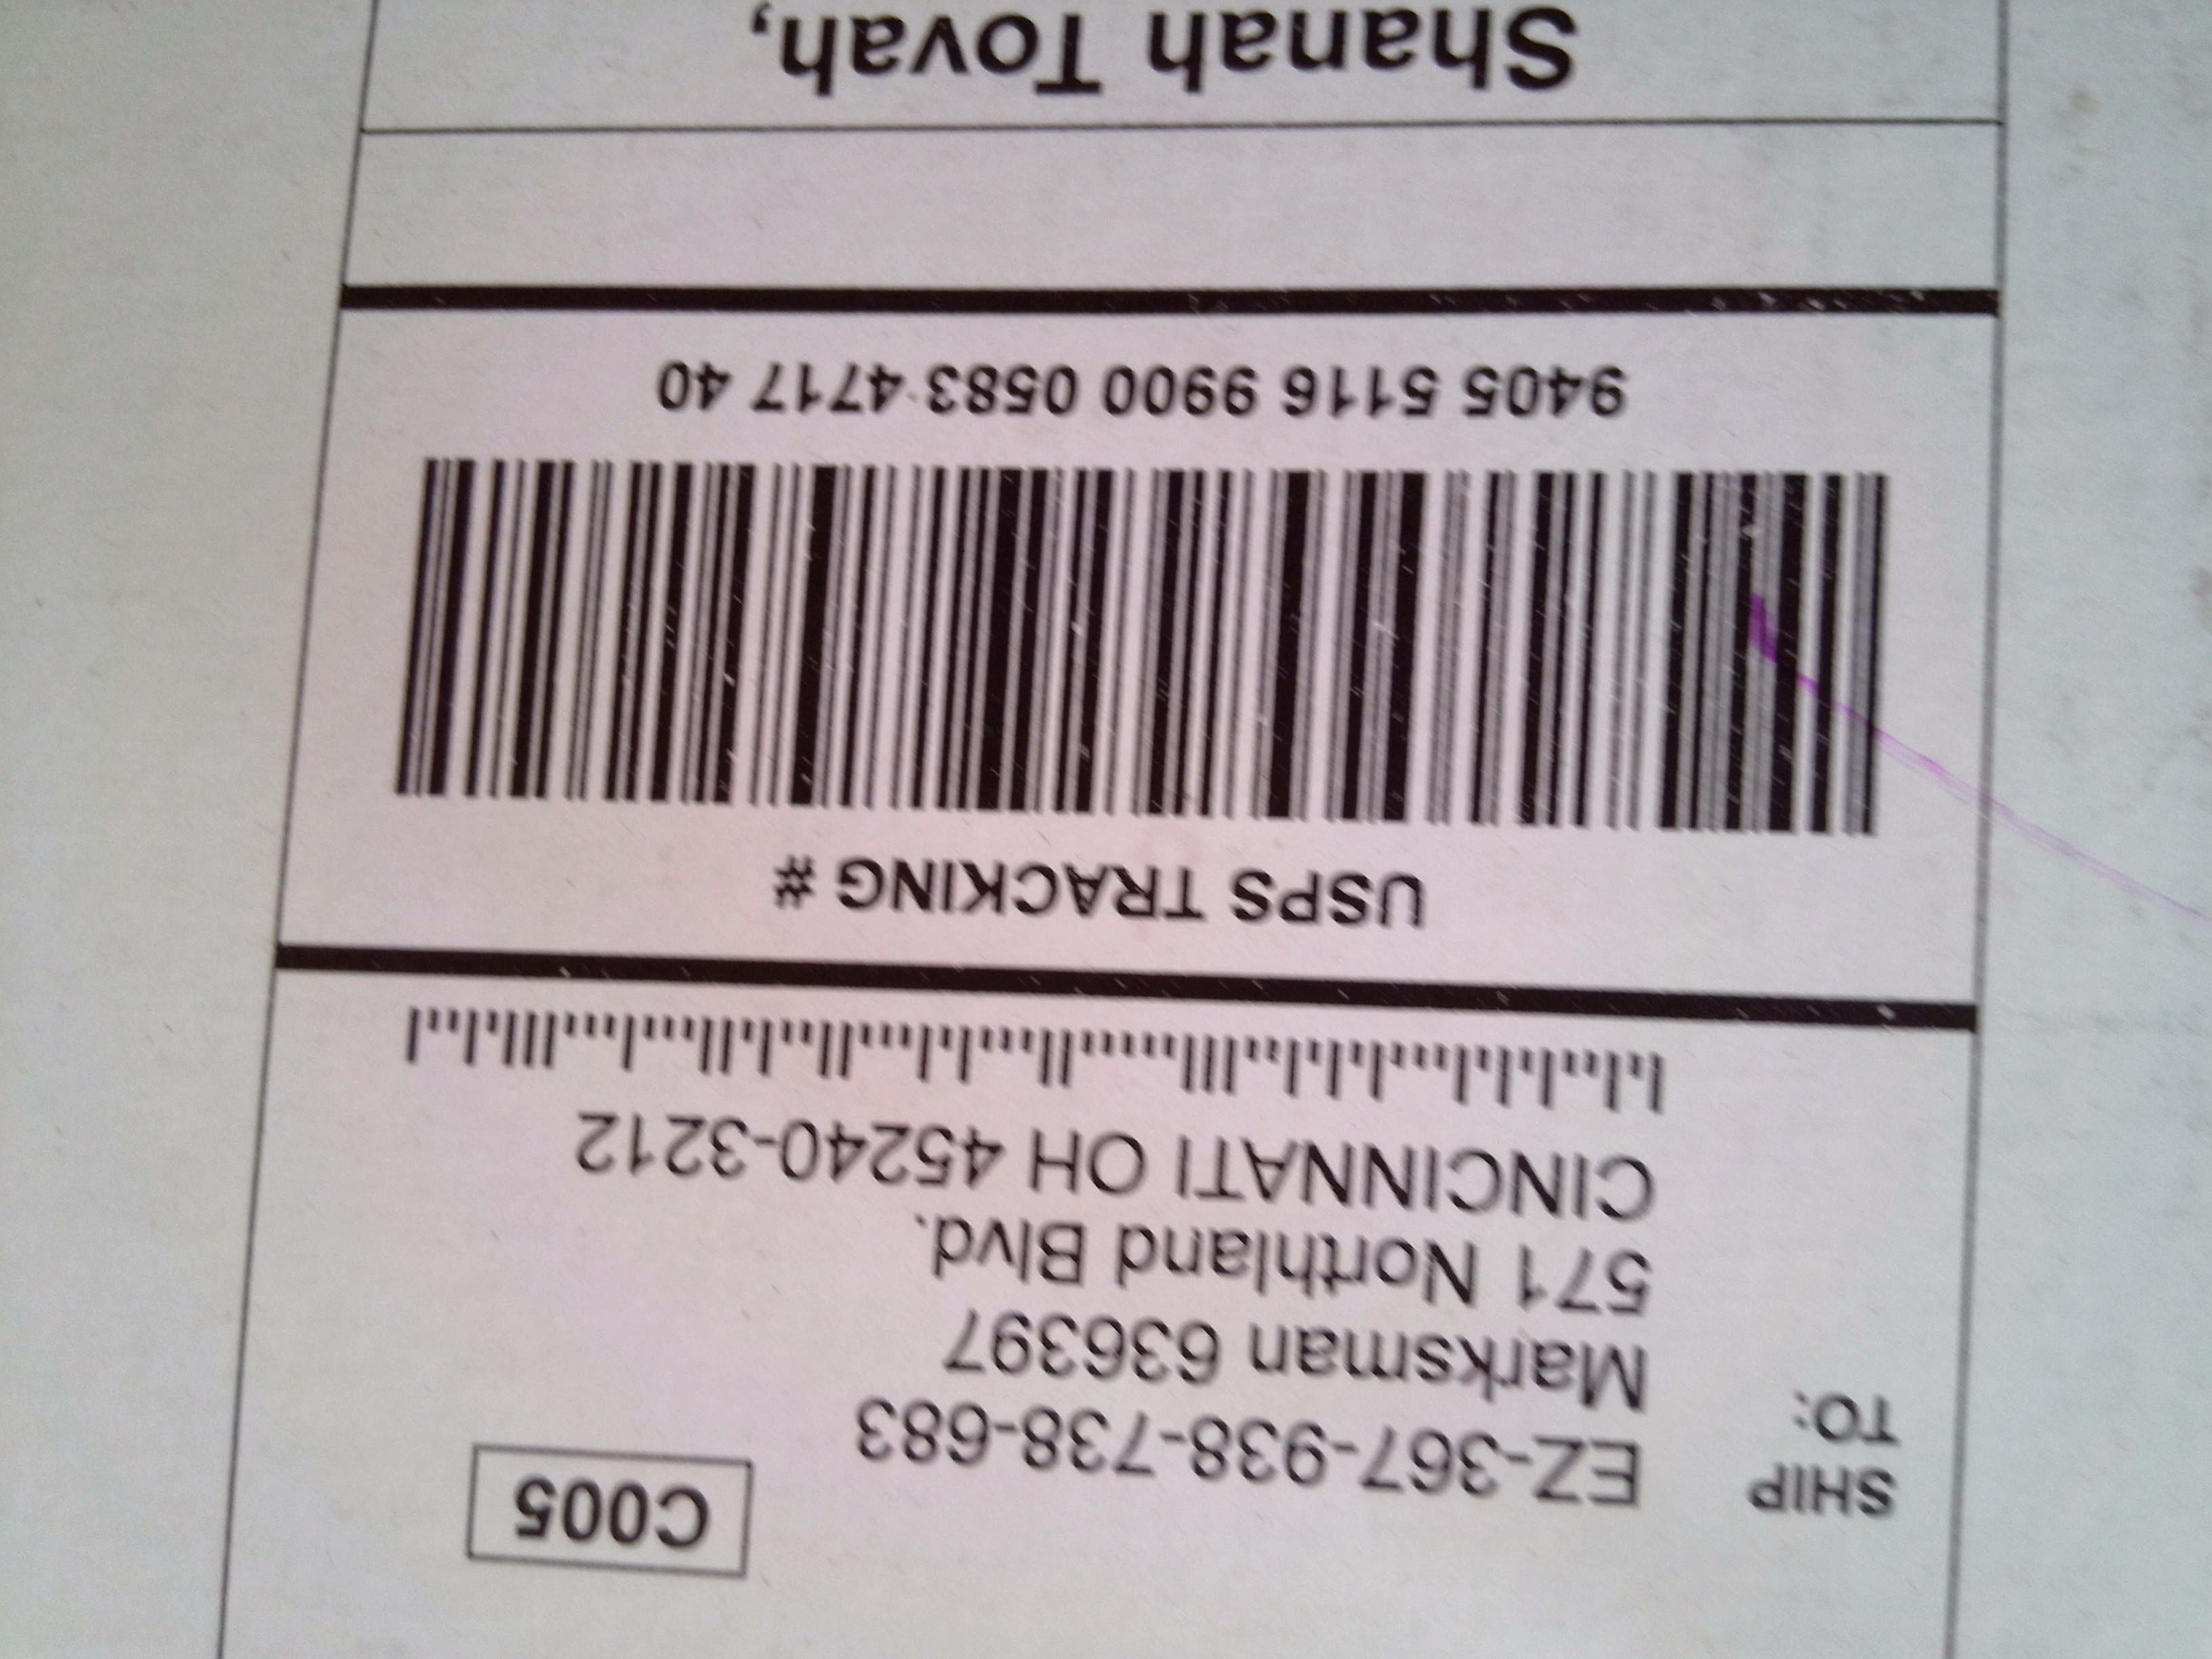 C005
SHIP
TO:
EZ-367-938-738-683
Marksman 636397
571 Northland Blvd.
CINCINNATI OH 45240-3212
USPS TRACKING #
9405 5116 9900 0583 4717 40
Shanah Tovah,